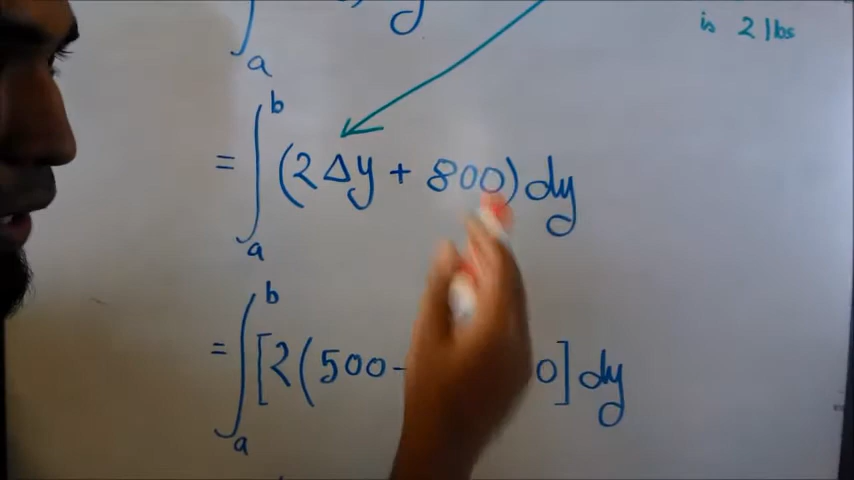 is 2 lbs
a
b
= ∫ (2Δy + 800) dy
a
b
= ∫ [2(500- 0] dy
a